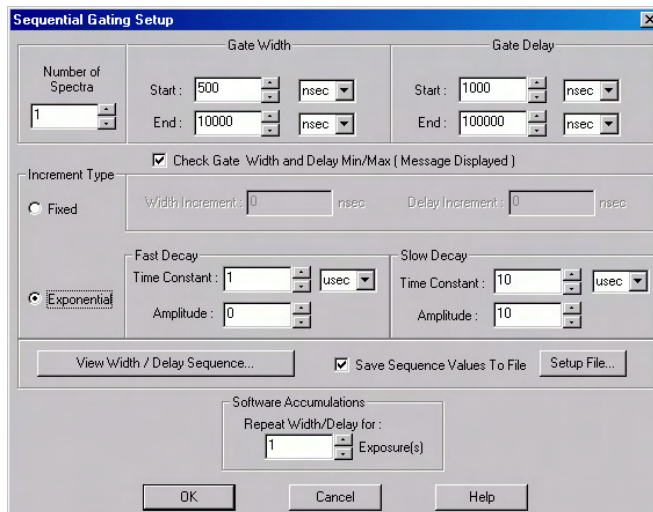 Sequential Gating Setup
Number of
Spectra
1
Gate Width
Start : 500 nsec
End : 10000 nsec
Gate Delay
Start : 1000 nsec
End : 100000 nsec
Check Gate Width and Delay Min/Max ( Message Displayed )
Increment Type
Fixed
Width Increment : 0 nsec
Delay Increment : 0 nsec
Exponential
Fast Decay
Time Constant : 1 usec
Amplitude : 0
Slow Decay
Time Constant : 10 usec
Amplitude : 10
View Width / Delay Sequence...
Save Sequence Values To File
Setup File...
Software Accumulations
Repeat Width/Delay for :
1 Exposure(s)
OK
Cancel
Help